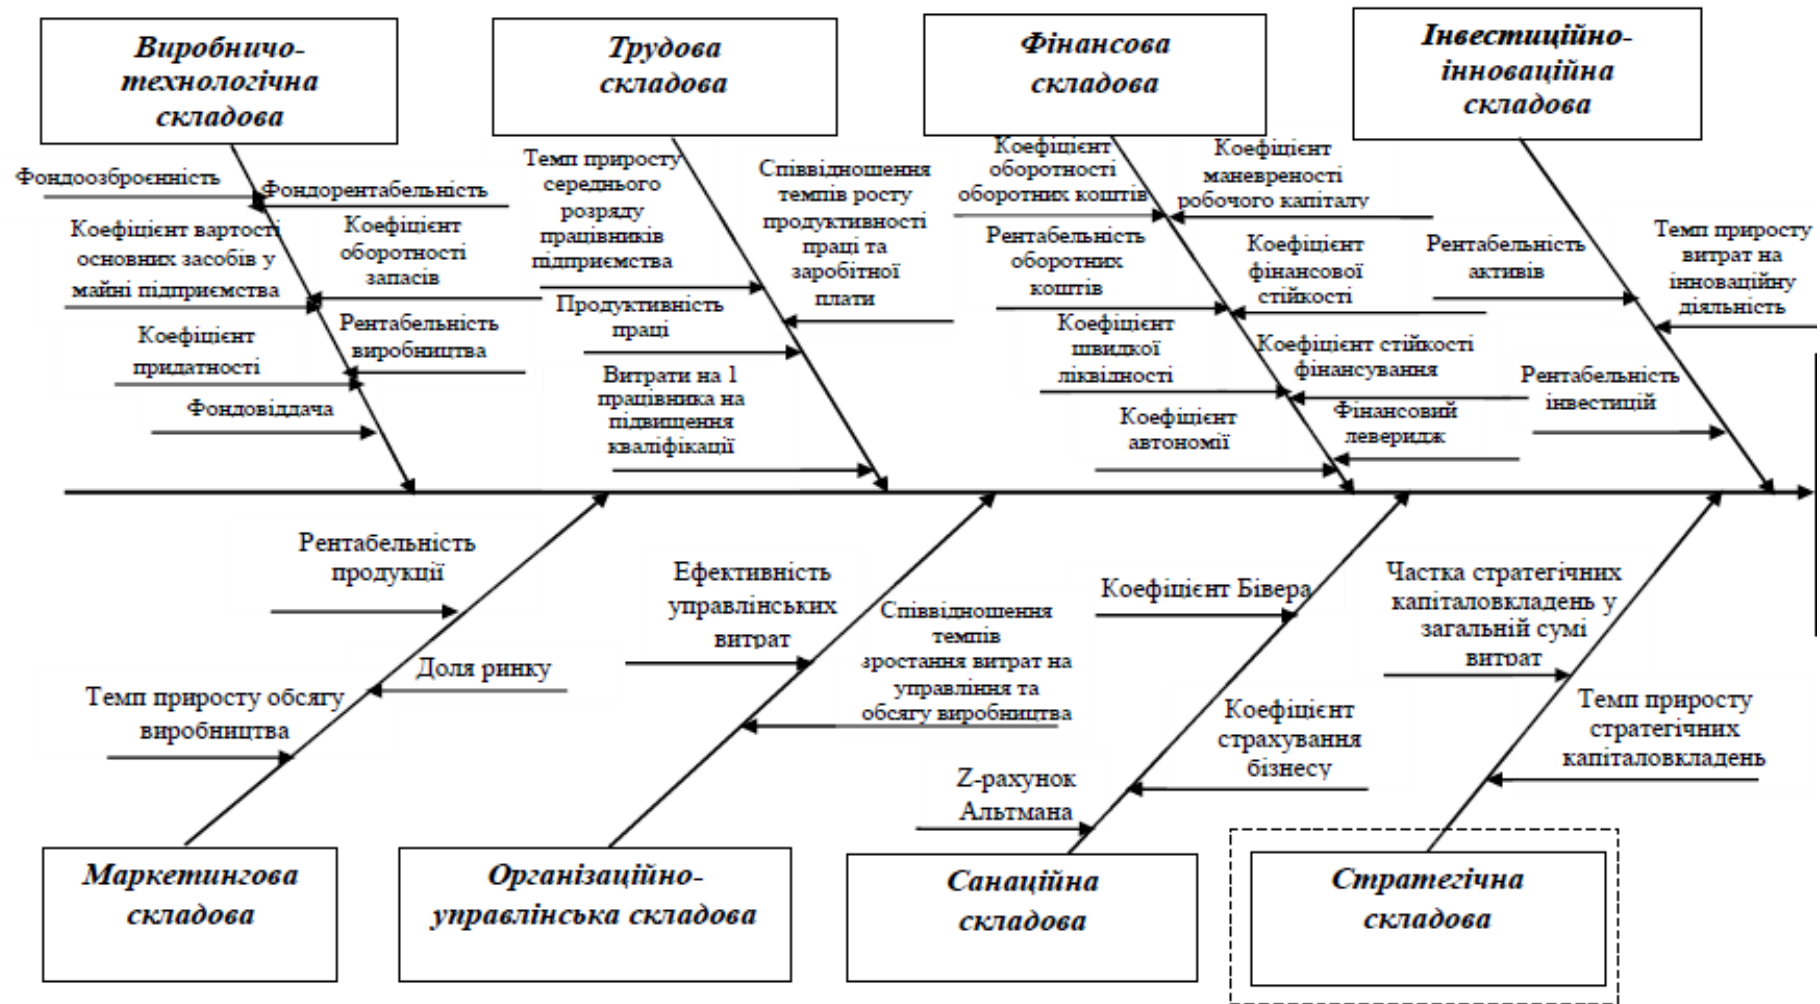 Виробничо-
технологічна
складова
Трудова
складова
Фінансова
складова
Інвестиційно-
інноваційна
складова
Фондоозброєнність
Фондорентабельність
Коефіцієнт вартості
основних засобів у
майні підприємства
Коефіцієнт
оборотності
запасів
Коефіцієнт
придатності
Рентабельність
виробництва
Фондовіддача
Темп приросту
середнього
розряду
працівників
підприємства
Співвідношення
темпів росту
продуктивності
праці та
заробітної
плати
Продуктивність
праці
Витрати на 1
працівника на
підвищення
кваліфікації
Коефіцієнт
оборотності
оборотних коштів
Коефіцієнт
маневреності
робочого капіталу
Рентабельність
оборотних
коштів
Коефіцієнт
фінансової
стійкості
Коефіцієнт
швидкої
ліквідності
Коефіцієнт стійкості
фінансування
Коефіцієнт
автономії
Фінансовий
леверидж
Рентабельність
активів
Темп приросту
витрат на
інноваційну
діяльність
Рентабельність
інвестицій
Рентабельність
продукції
Доля ринку
Темп приросту обсягу
виробництва
Ефективність
управлінських
витрат
Співвідношення
темпів
зростання витрат на
управління та
обсягу виробництва
Коефіцієнт Бівера
Коефіцієнт
страхування
бізнесу
Z-рахунок
Альтмана
Частка стратегічних
капіталовкладень у
загальній сумі
витрат
Темп приросту
стратегічних
капіталовкладень
Маркетингова
складова
Організаційно-
управлінська складова
Санаційна
складова
Стратегічна
складова